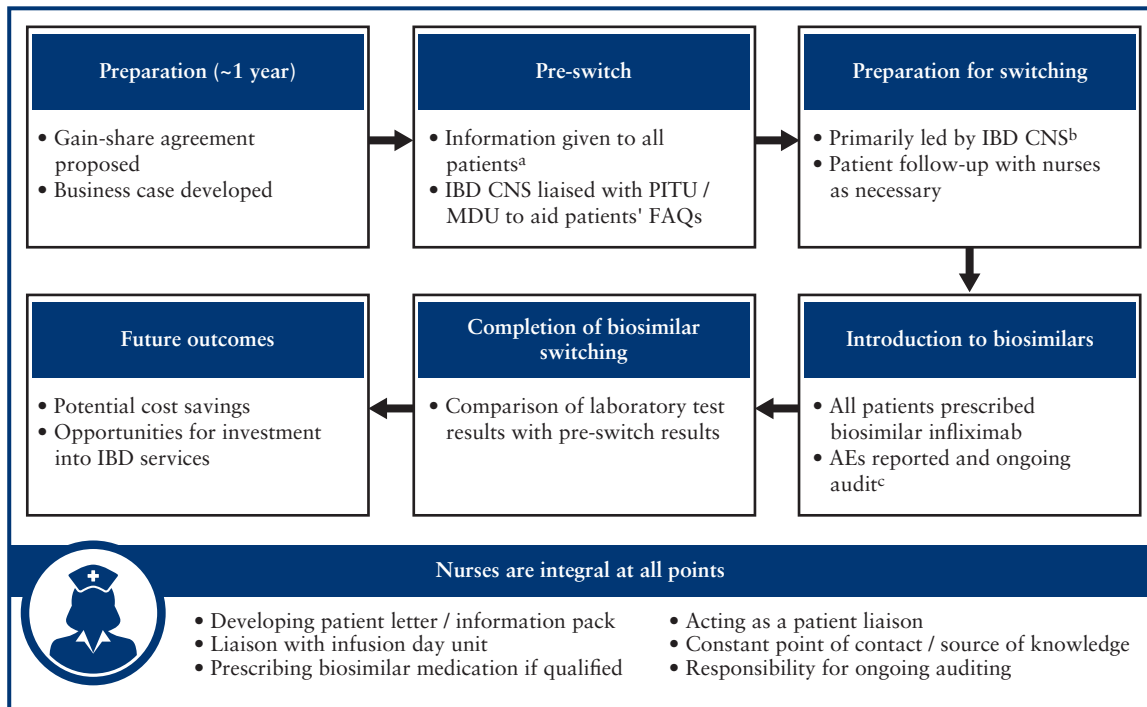 Preparation (~1 year)
• Gain-share agreement
proposed
• Business case developed
Pre-switch
• Information given to all
patientsᵃ
• IBD CNS liaised with PITU /
MDU to aid patients' FAQs
Preparation for switching
• Primarily led by IBD CNSᵇ
• Patient follow-up with nurses
as necessary
Introduction to biosimilars
• All patients prescribed
biosimilar infliximab
• AEs reported and ongoing
auditᶜ
Completion of biosimilar
switching
• Comparison of laboratory test
results with pre-switch results
Future outcomes
• Potential cost savings
• Opportunities for investment
into IBD services
Nurses are integral at all points
• Developing patient letter / information pack
• Liaison with infusion day unit
• Prescribing biosimilar medication if qualified
• Acting as a patient liaison
• Constant point of contact / source of knowledge
• Responsibility for ongoing auditing